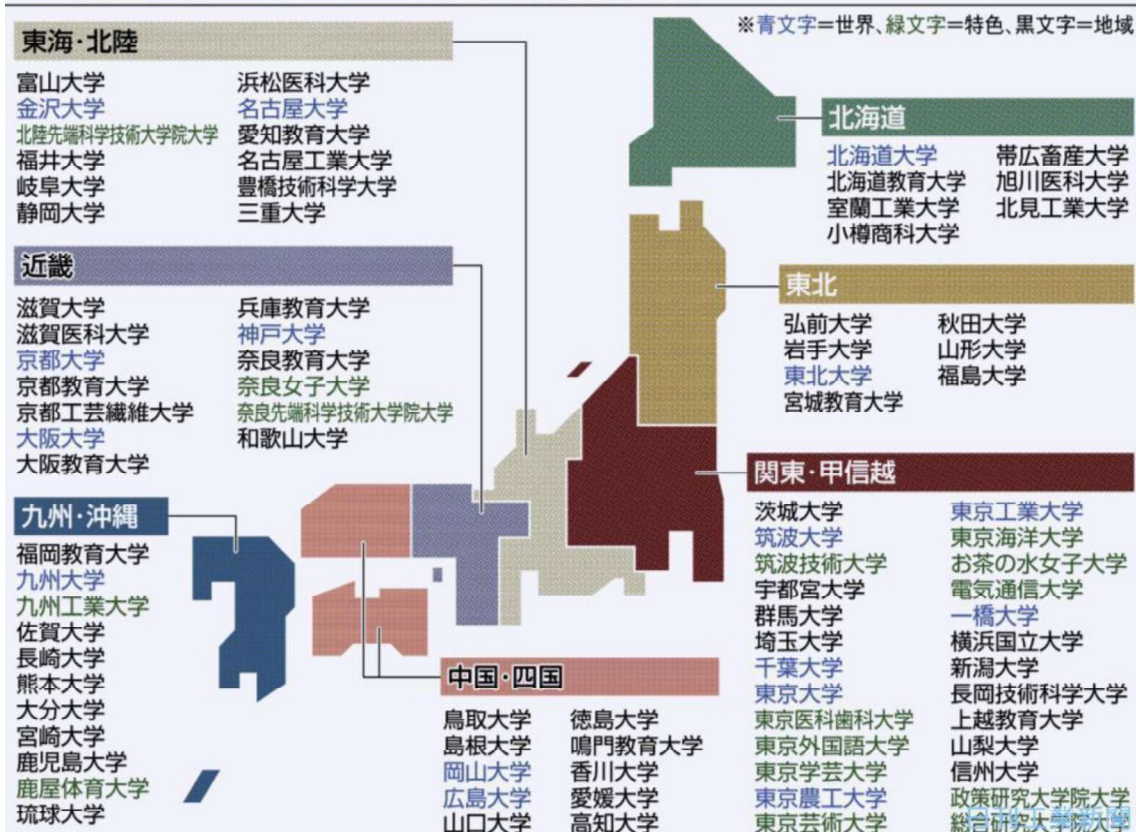 ※青文字=世界、緑文字=特色、黒文字=地域
東海・北陸
富山大学
金沢大学
北陸先端科学技術大学院大学
福井大学
岐阜大学
静岡大学
浜松医科大学
名古屋大学
愛知教育大学
名古屋工業大学
豊橋技術科学大学
三重大学
北海道
北海道大学
北海道教育大学
室蘭工業大学
小樽商科大学
帯広畜産大学
旭川医科大学
北見工業大学
近畿
滋賀大学
滋賀医科大学
京都大学
京都教育大学
京都工芸繊維大学
大阪大学
大阪教育大学
兵庫教育大学
神戸大学
奈良教育大学
奈良女子大学
奈良先端科学技術大学院大学
和歌山大学
東北
弘前大学
岩手大学
東北大学
宮城教育大学
秋田大学
山形大学
福島大学
関東・甲信越
茨城大学
筑波大学
筑波技術大学
宇都宮大学
群馬大学
埼玉大学
千葉大学
東京大学
東京医科歯科大学
東京外国語大学
東京学芸大学
東京農工大学
東京芸術大学
東京工業大学
東京海洋大学
お茶の水女子大学
電気通信大学
一橋大学
横浜国立大学
新潟大学
長岡技術科学大学
上越教育大学
山梨大学
信州大学
政策研究大学院大学
総合研究大学院大学
九州・沖縄
福岡教育大学
九州大学
九州工業大学
佐賀大学
長崎大学
熊本大学
大分大学
宮崎大学
鹿児島大学
鹿屋体育大学
琉球大学
中国・四国
鳥取大学
島根大学
岡山大学
広島大学
山口大学
徳島大学
鳴門教育大学
香川大学
愛媛大学
高知大学
日刊工業新聞